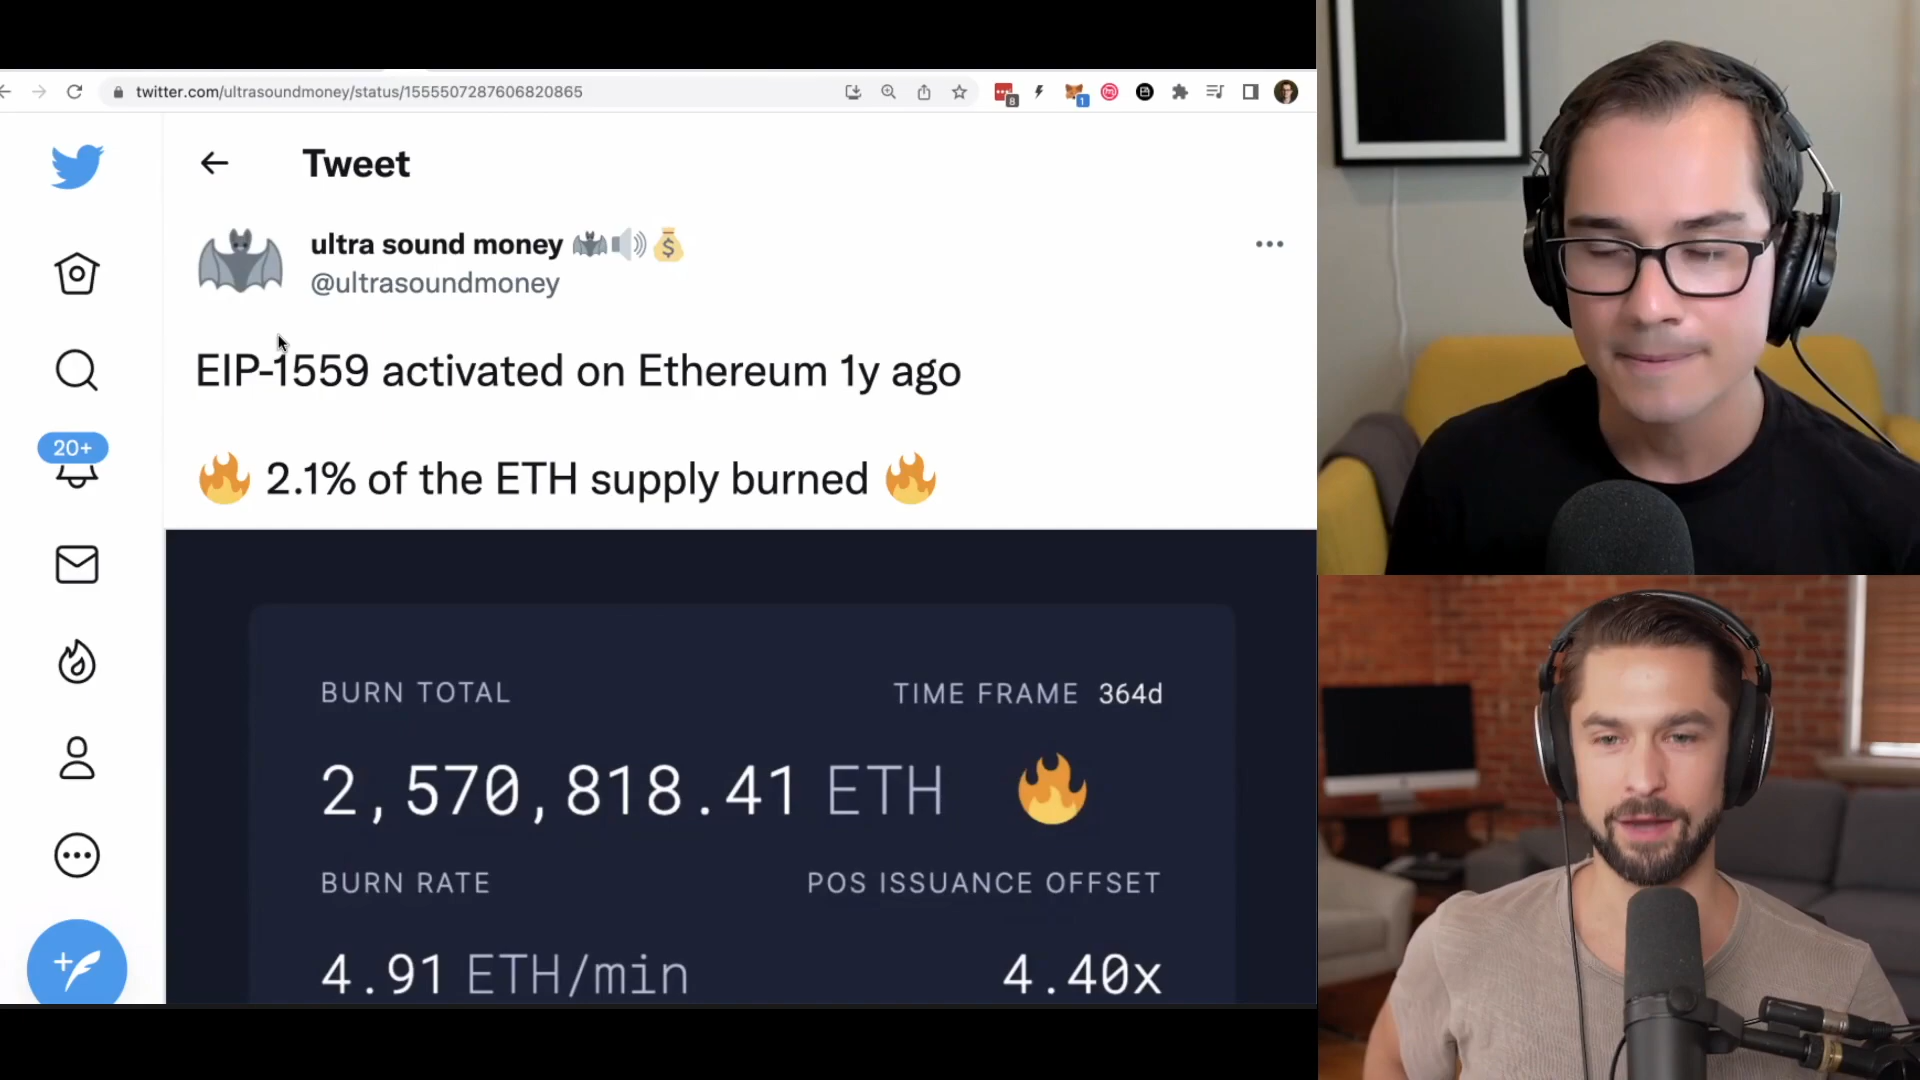 twitter.com/ultrasoundmoney/status/1555507287606820865
8
1
Tweet
ultra sound money 🦇🔊💰
@ultrasoundmoney
EIP-1559 activated on Ethereum 1y ago
🔥 2.1% of the ETH supply burned 🔥
20+
BURN TOTAL
TIME FRAME 364d
2,570,818.41 ETH 🔥
BURN RATE
POS ISSUANCE OFFSET
4.91 ETH/min
4.40x